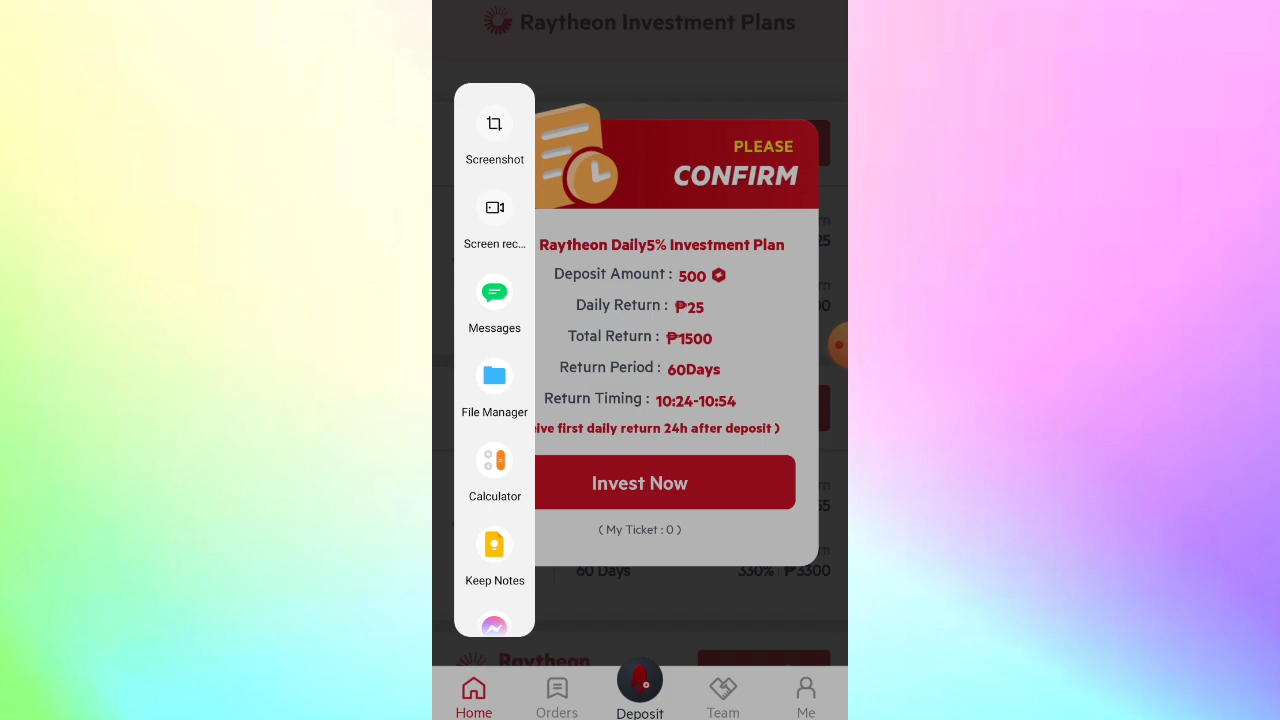 Raytheon Investment Plans
Screenshot
Screen rec...
Messages
File Manager
Calculator
Keep Notes
PLEASE
CONFIRM
Raytheon Daily5% Investment Plan
Deposit Amount : 500
Daily Return : ₱25
Total Return : ₱1500
Return Period : 60Days
Return Timing : 10:24-10:54
first daily return 24h after deposit )
Invest Now
( My Ticket : 0 )
60 Days 330% ₱3300
Raytheon
Home Orders Deposit Team Me